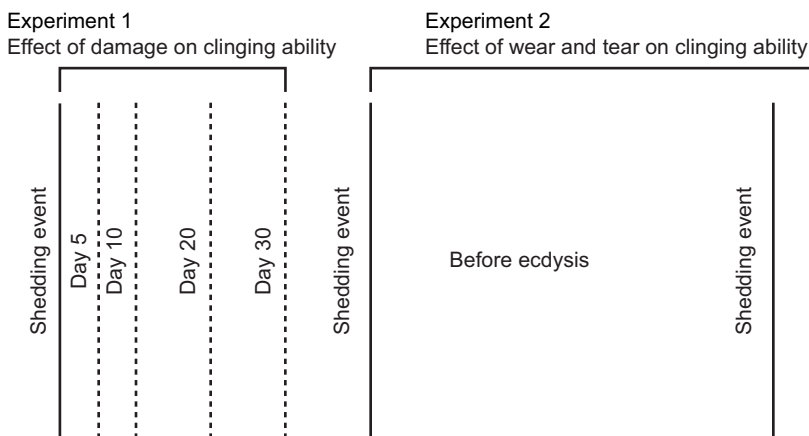 Experiment 1
Effect of damage on clinging ability
Experiment 2
Effect of wear and tear on clinging ability
Shedding event
Day 5
Day 10
Day 20
Day 30
Shedding event
Before ecdysis
Shedding event